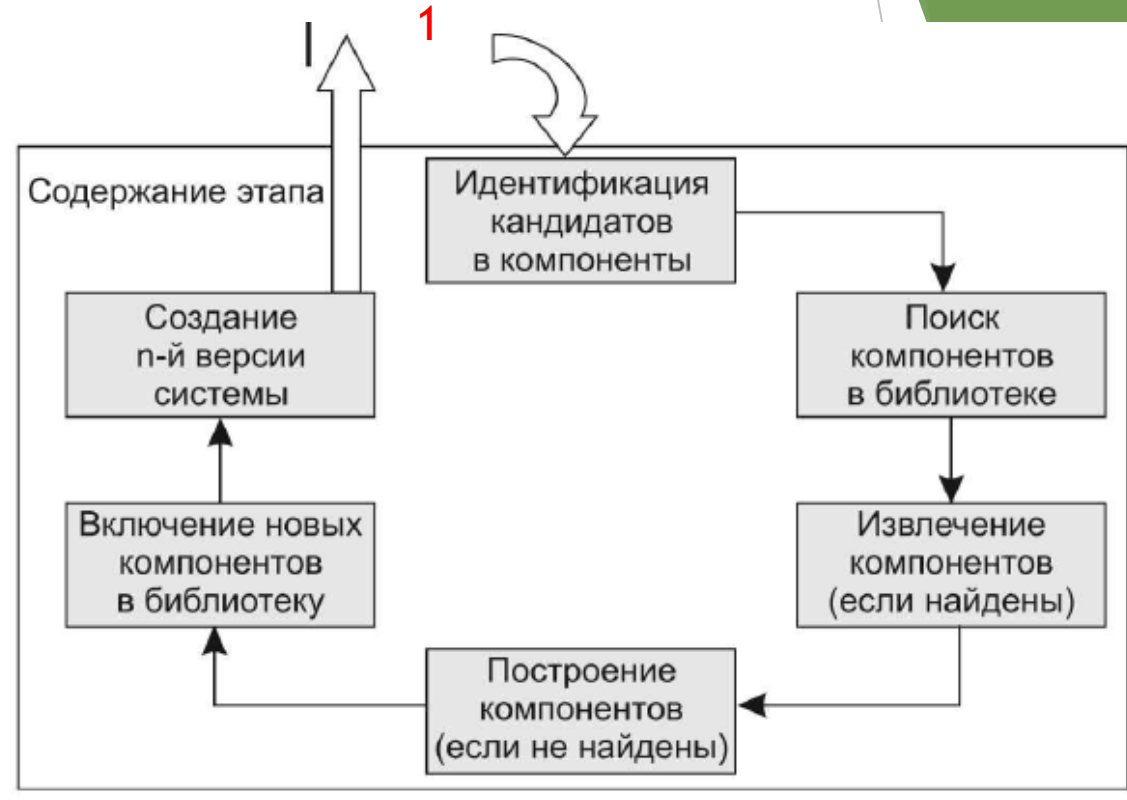 1
Содержание этапа
Идентификация
кандидатов
в компоненты
Поиск
компонентов
в библиотеке
Извлечение
компонентов
(если найдены)
Построение
компонентов
(если не найдены)
Включение новых
компонентов
в библиотеку
Создание
n-й версии
системы